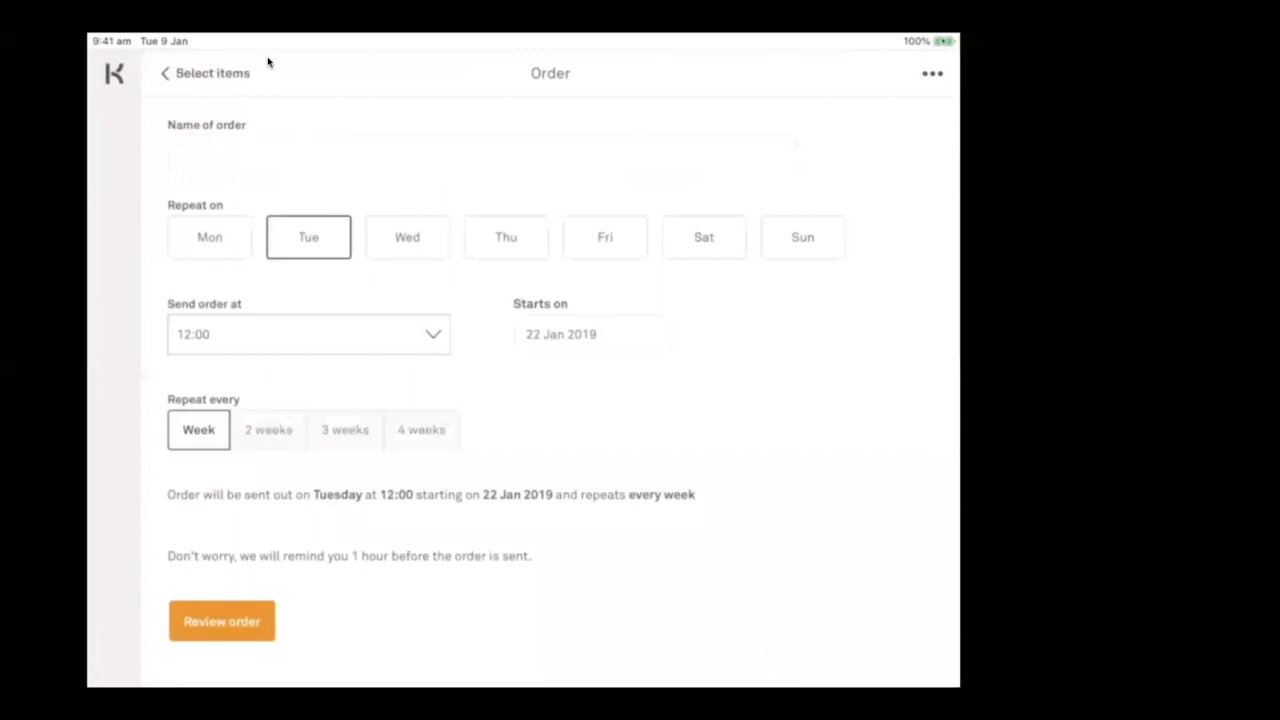 9:41 am Tue 9 Jan 100%
K Select items Order •••
Name of order
Repeat on
Mon Tue Wed Thu Fri Sat Sun
Send order at Starts on
12:00 22 Jan 2019
Repeat every
Week 2 weeks 3 weeks 4 weeks
Order will be sent out on Tuesday at 12:00 starting on 22 Jan 2019 and repeats every week
Don't worry, we will remind you 1 hour before the order is sent.
Review order